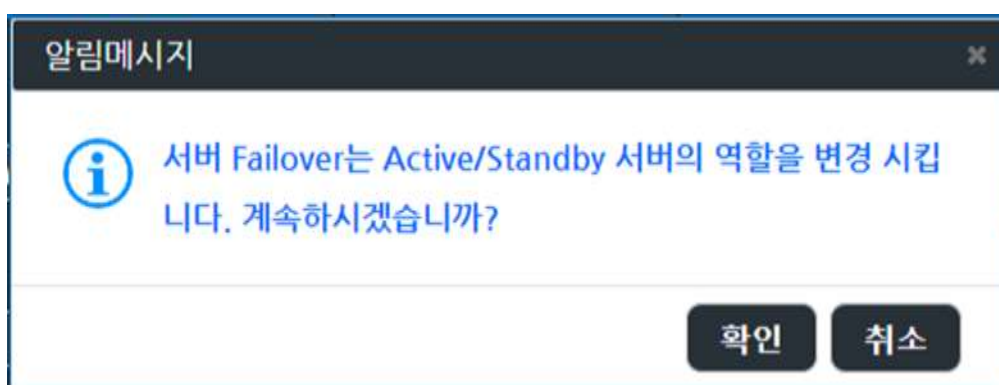 알림메시지
서버 Failover는 Active/Standby 서버의 역할을 변경 시킵
니다. 계속하시겠습니까?
확인 취소